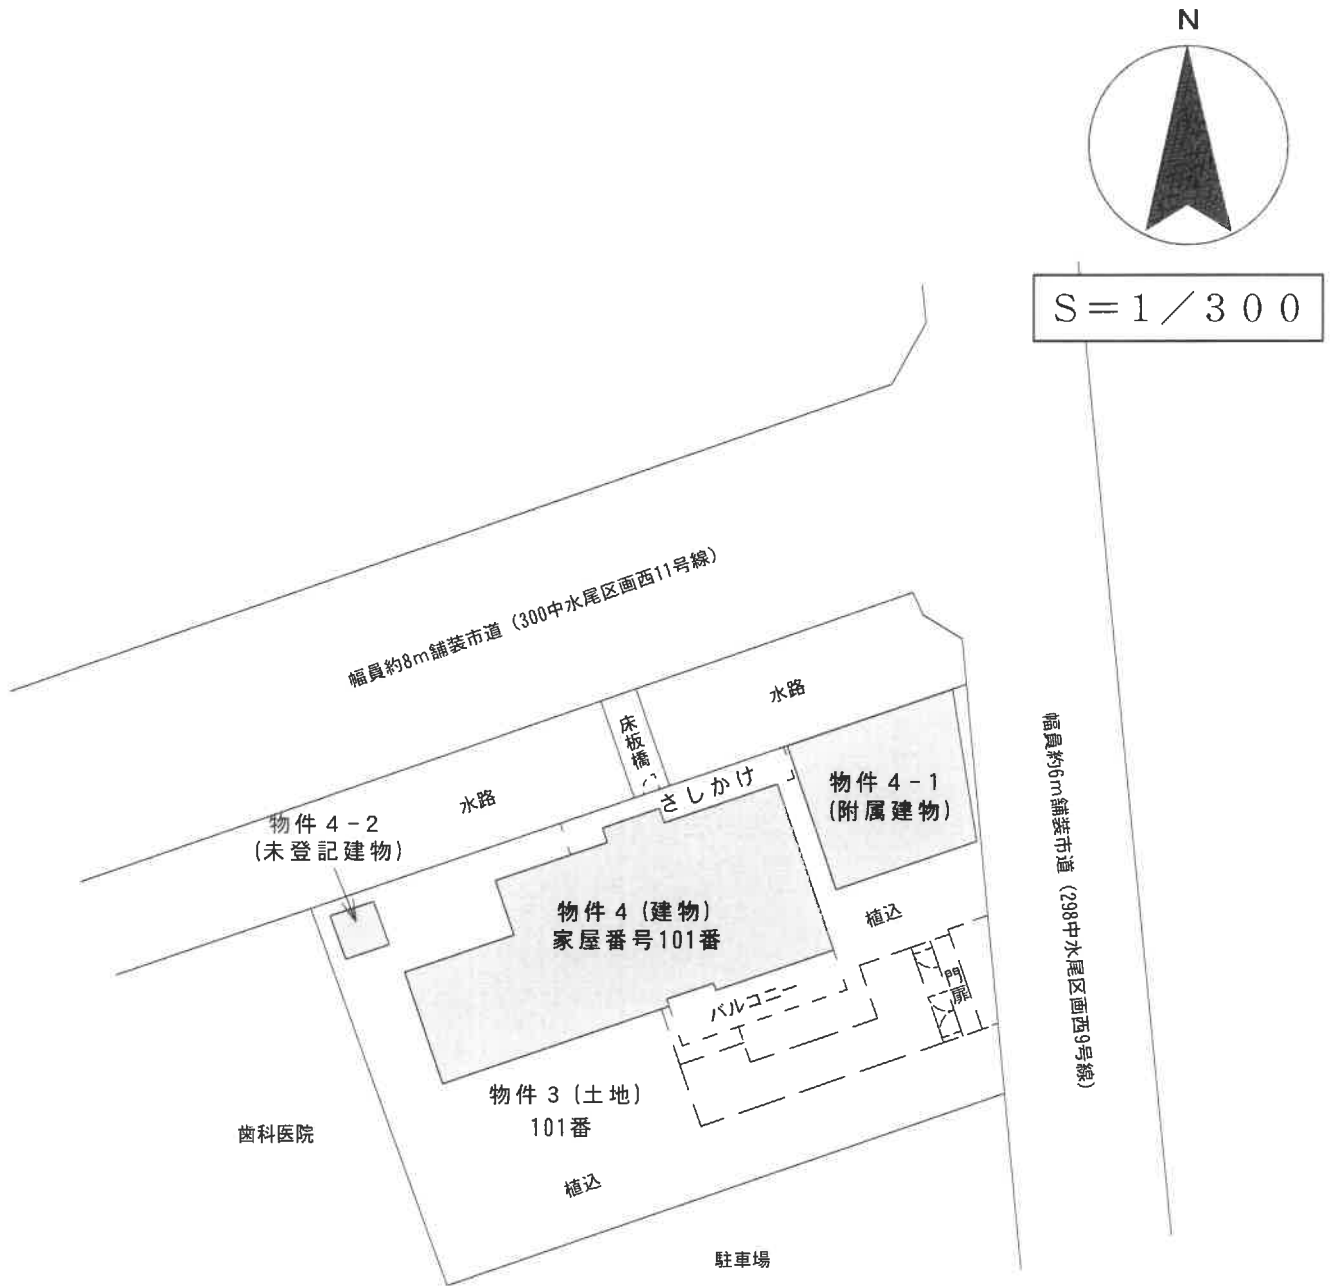 N
S=1/300
幅員約8m舗装市道(300中水尾区画西11号線)
水路
床板橋
さしかけ
物件4-1
(附属建物)
水路
物件4-2
(未登記建物)
幅員約6m舗装市道(298中水尾区画西9号線)
物件4(建物)
家屋番号101番
植込
門扉
バルコニー
物件3(土地)
101番
歯科医院
植込
駐車場